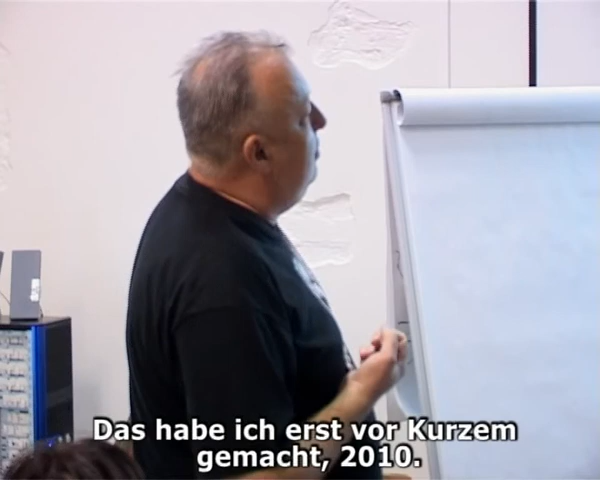 Das habe ich erst vor Kurzem
gemacht, 2010.